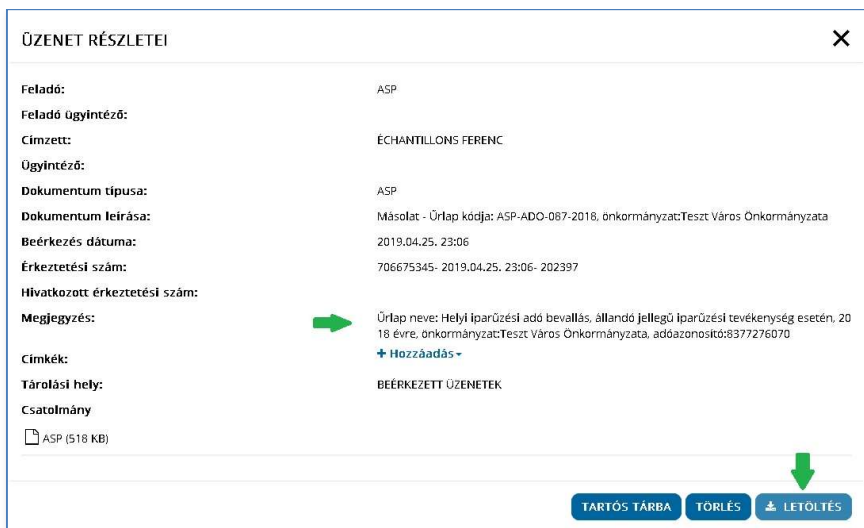 ÜZENET RÉSZLETEI
Feladó: ASP
Feladó ügyintéző:
Címzett: ÉCHANTILLONS FERENC
Ügyintéző:
Dokumentum típusa: ASP
Dokumentum leírása: Másolat - Űrlap kódja: ASP-ADO-087-2018, önkormányzat:Teszt Város Önkormányzata
Beérkezés dátuma: 2019.04.25. 23:06
Érkeztetési szám: 706675345- 2019.04.25. 23:06- 202397
Hivatkozott érkeztetési szám:
Megjegyzés: Űrlap neve: Helyi iparűzési adó bevallás, állandó jellegű iparűzési tevékenység esetén, 20
18 évre, önkormányzat:Teszt Város Önkormányzata, adóazonosító:8377276070
Címkék: + Hozzáadás
Tárolási hely: BEÉRKEZETT ÜZENETEK
Csatolmány
ASP (518 KB)
TARTÓS TÁRBA TÖRLÉS LETÖLTÉS